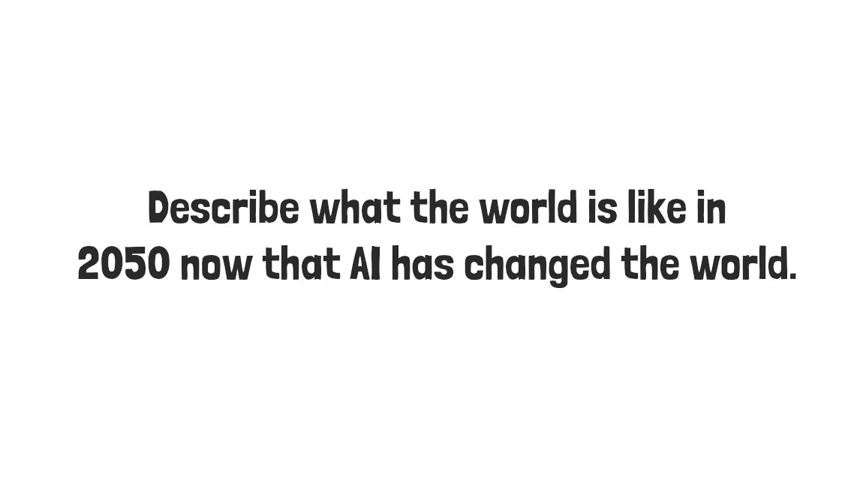 Describe what the world is like in
2050 now that AI has changed the world.